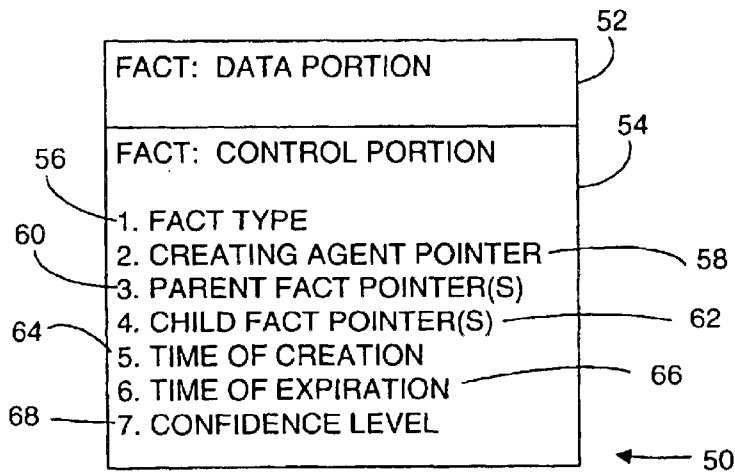 FACT: DATA PORTION 52
FACT: CONTROL PORTION 54
56
1. FACT TYPE
2. CREATING AGENT POINTER 58
60 3. PARENT FACT POINTER(S)
4. CHILD FACT POINTER(S) 62
64 5. TIME OF CREATION
6. TIME OF EXPIRATION 66
68 7. CONFIDENCE LEVEL
50